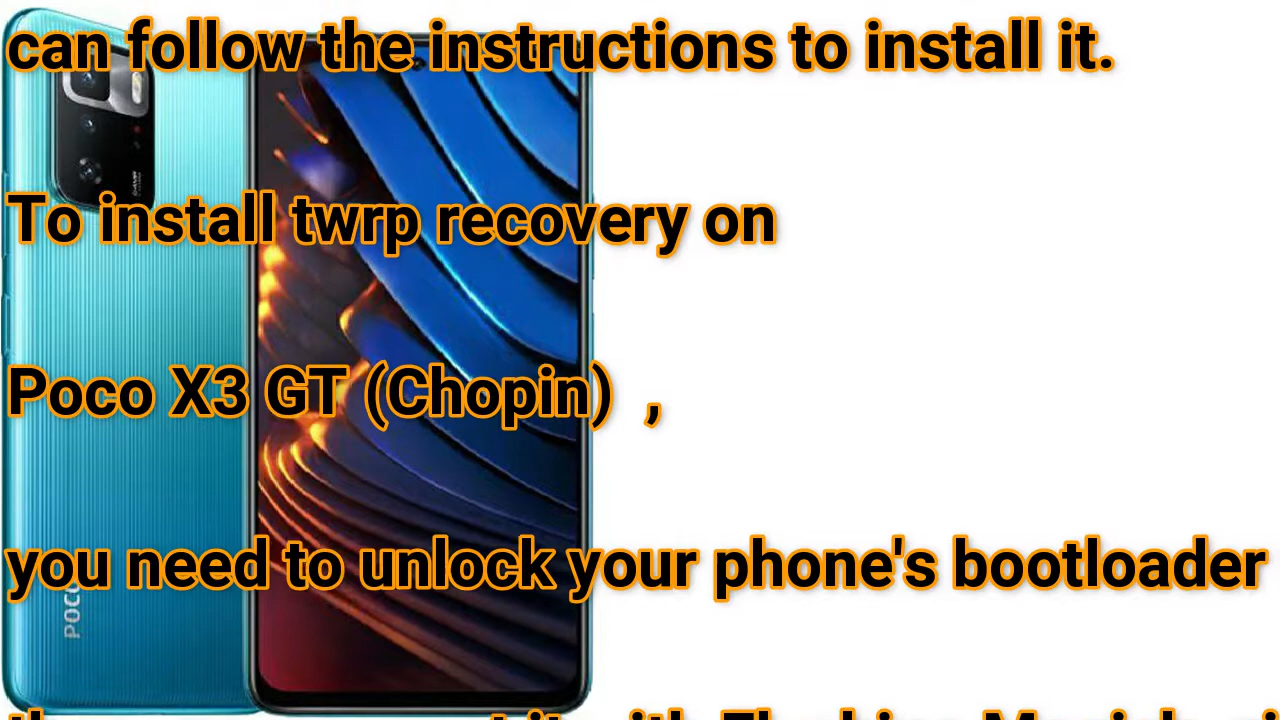 can follow the instructions to install it.
To install twrp recovery on
Poco X3 GT (Chopin) ,
you need to unlock your phone's bootloader
POCO